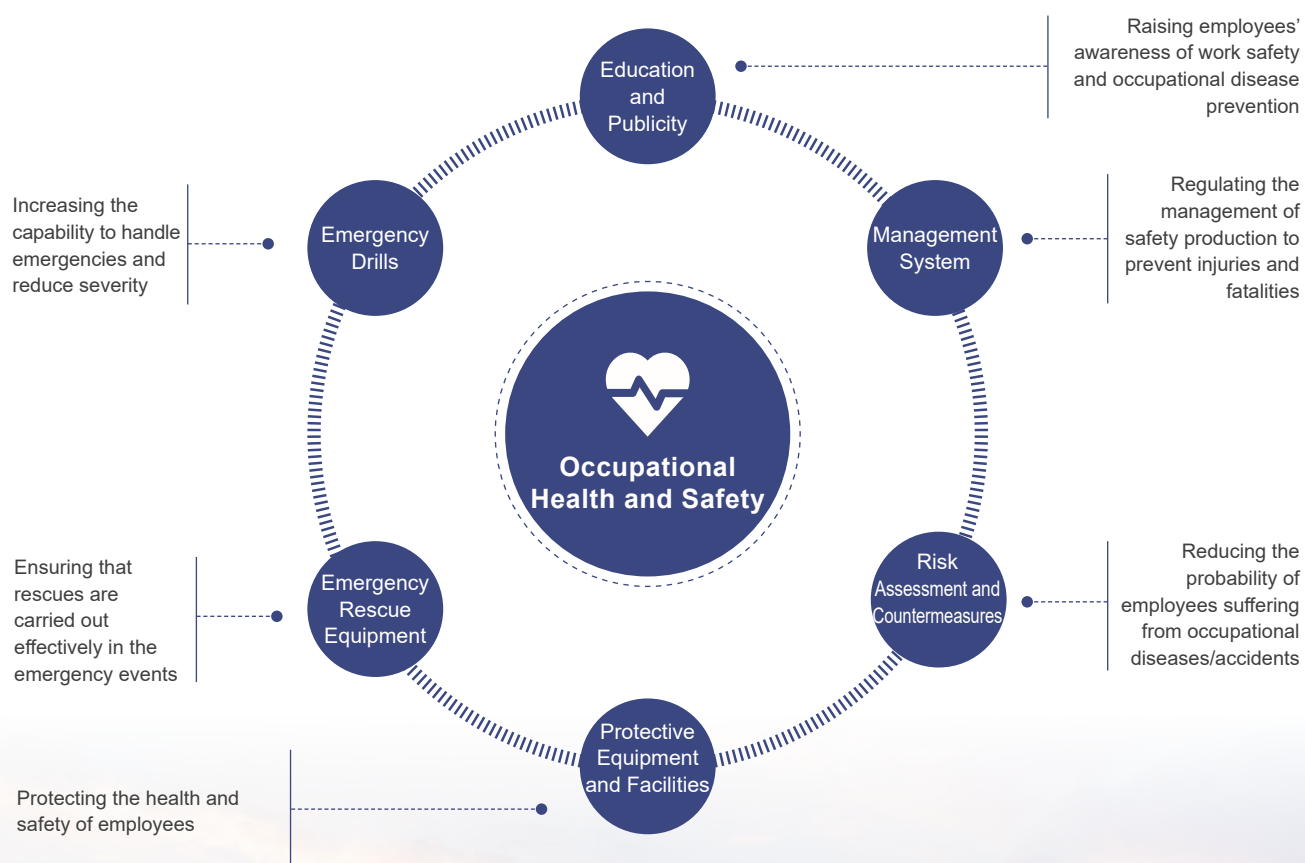 Education
and
Publicity
Raising employees’
awareness of work safety
and occupational disease
prevention
Management
System
Regulating the
management of
safety production to
prevent injuries and
fatalities
Risk
Assessment and
Countermeasures
Reducing the
probability of
employees suffering
from occupational
diseases/accidents
Protective
Equipment
and Facilities
Protecting the health and
safety of employees
Emergency
Rescue
Equipment
Ensuring that
rescues are
carried out
effectively in the
emergency events
Emergency
Drills
Increasing the
capability to handle
emergencies and
reduce severity
Occupational
Health and Safety